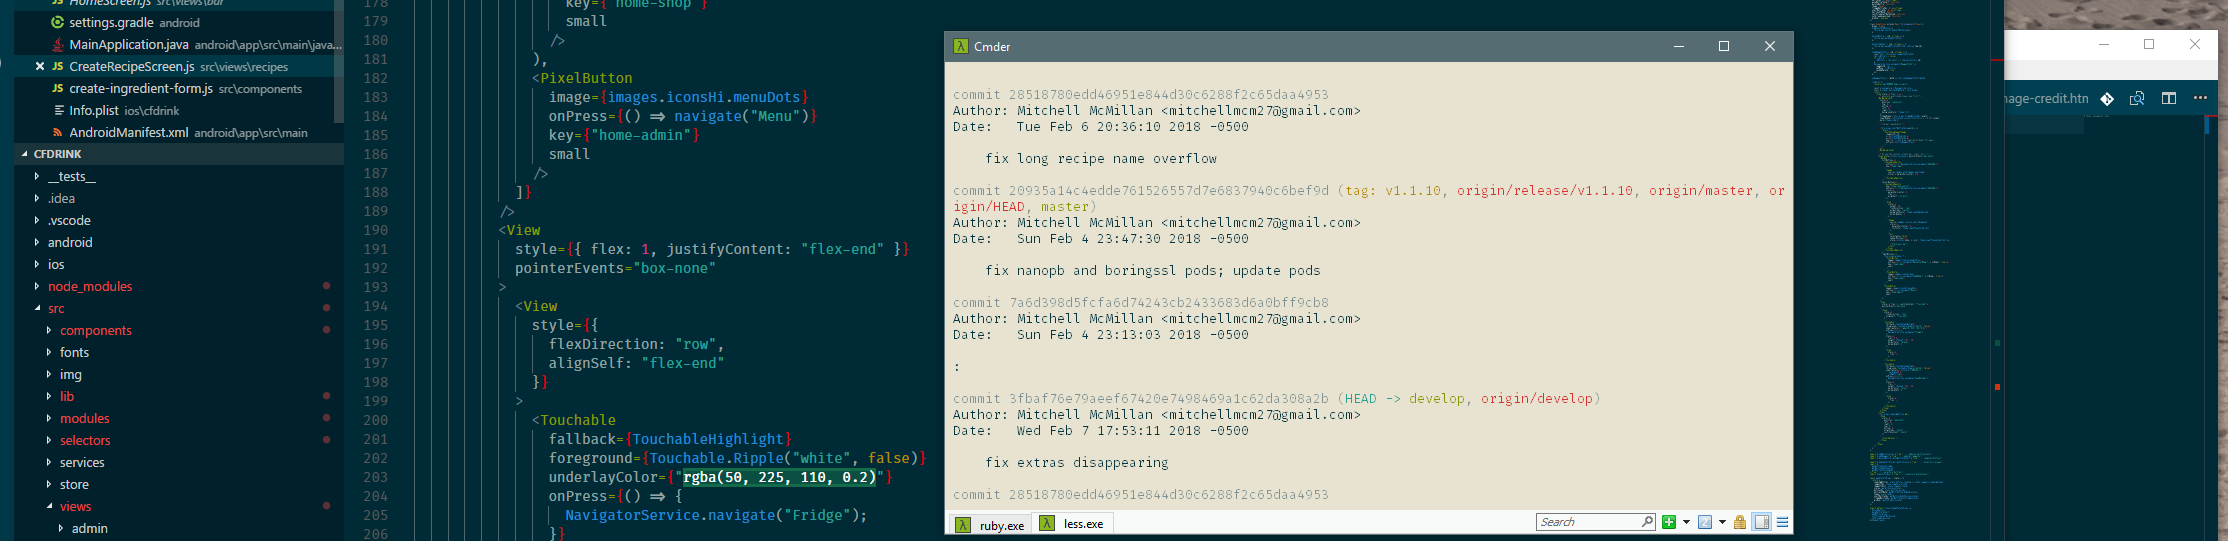 HomeScreen.js src\views\bar
settings.gradle android
MainApplication.java android\app\src\main\java...
CreateRecipeScreen.js src\views\recipes
create-ingredient-form.js src\components
Info.plist ios\cfdrink
AndroidManifest.xml android\app\src\main
CFDRINK
__tests__
.idea
.vscode
android
ios
node_modules
src
components
fonts
img
lib
modules
selectors
services
store
views
admin
178 key={"home-shop"}
179 small
180 />
181 ),
182 <PixelButton
183 image={images.iconsHi.menuDots}
184 onPress={() => navigate("Menu")}
185 key={"home-admin"}
186 small
187 />
188 ]}
189 />
190 <View
191 style={{ flex: 1, justifyContent: "flex-end" }}
192 pointerEvents="box-none"
193 >
194 <View
195 style={{
196 flexDirection: "row",
197 alignSelf: "flex-end"
198 }}
199 >
200 <Touchable
201 fallback={TouchableHighlight}
202 foreground={Touchable.Ripple("white", false)}
203 underlayColor={"rgba(50, 225, 110, 0.2)"}
204 onPress={() => {
205 NavigatorService.navigate("Fridge");
206 }}
Cmder
commit 28518780edd46951e844d30c6288f2c65daa4953
Author: Mitchell McMillan <mitchellmcm27@gmail.com>
Date: Tue Feb 6 20:36:10 2018 -0500
fix long recipe name overflow
commit 20935a14c4edde761526557d7e6837940c6bef9d (tag: v1.1.10, origin/release/v1.1.10, origin/master, or
igin/HEAD, master)
Author: Mitchell McMillan <mitchellmcm27@gmail.com>
Date: Sun Feb 4 23:47:30 2018 -0500
fix nanopb and boringssl pods; update pods
commit 7a6d398d5fcfa6d74243cb2433683d6a0bff9cb8
Author: Mitchell McMillan <mitchellmcm27@gmail.com>
Date: Sun Feb 4 23:13:03 2018 -0500
:
commit 3fbaf76e79aeef67420e7498469a1c62da308a2b (HEAD -> develop, origin/develop)
Author: Mitchell McMillan <mitchellmcm27@gmail.com>
Date: Wed Feb 7 17:53:11 2018 -0500
fix extras disappearing
commit 28518780edd46951e844d30c6288f2c65daa4953
ruby.exe
less.exe
Search
nage-credit.htn